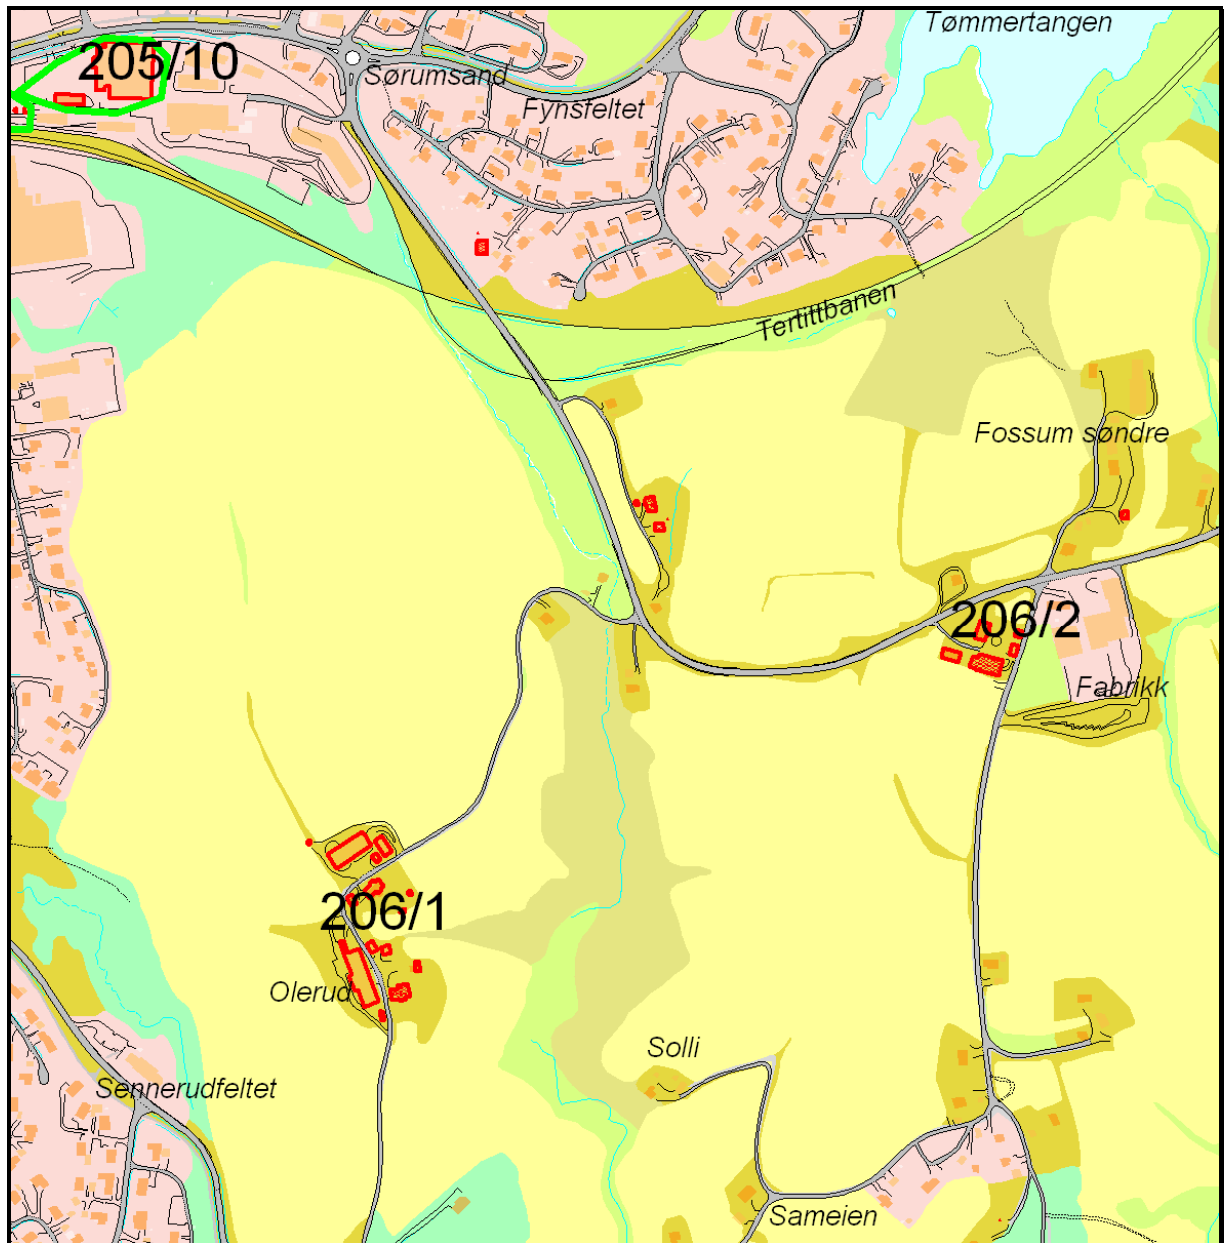 Tømmertangen
205/10
Sørumsand
Fynsfeltet
Tertittbanen
Fossum søndre
206/2
Fabrikk
206/1
Olerud
Solli
Sennerudfeltet
Sameien